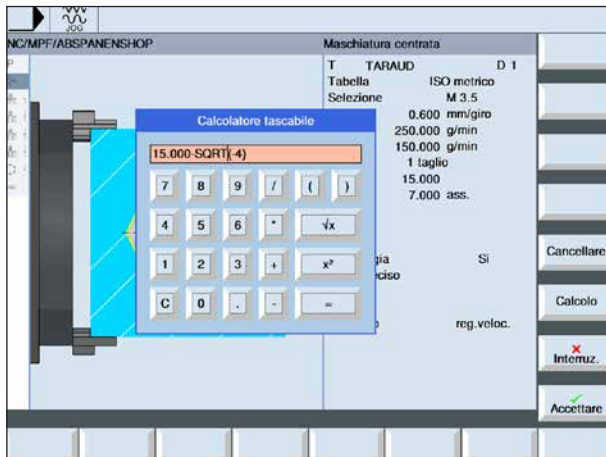 JOG
NC/MPF/ABSPANENSHOP
Maschiatura centrata
T TARAUD D 1
Tabella ISO metrico
Selezione M 3.5
0.600 mm/giro
250.000 g/min
150.000 g/min
1 taglio
15.000
7.000 ass.
Calcolatore tascabile
15.000-SQRT(-4)
7 8 9 / ( )
4 5 6 * √x
1 2 3 + x²
C 0 . - =
gia Si
ciso
reg.veloc.
Cancellare
Calcolo
Interruz.
Accettare